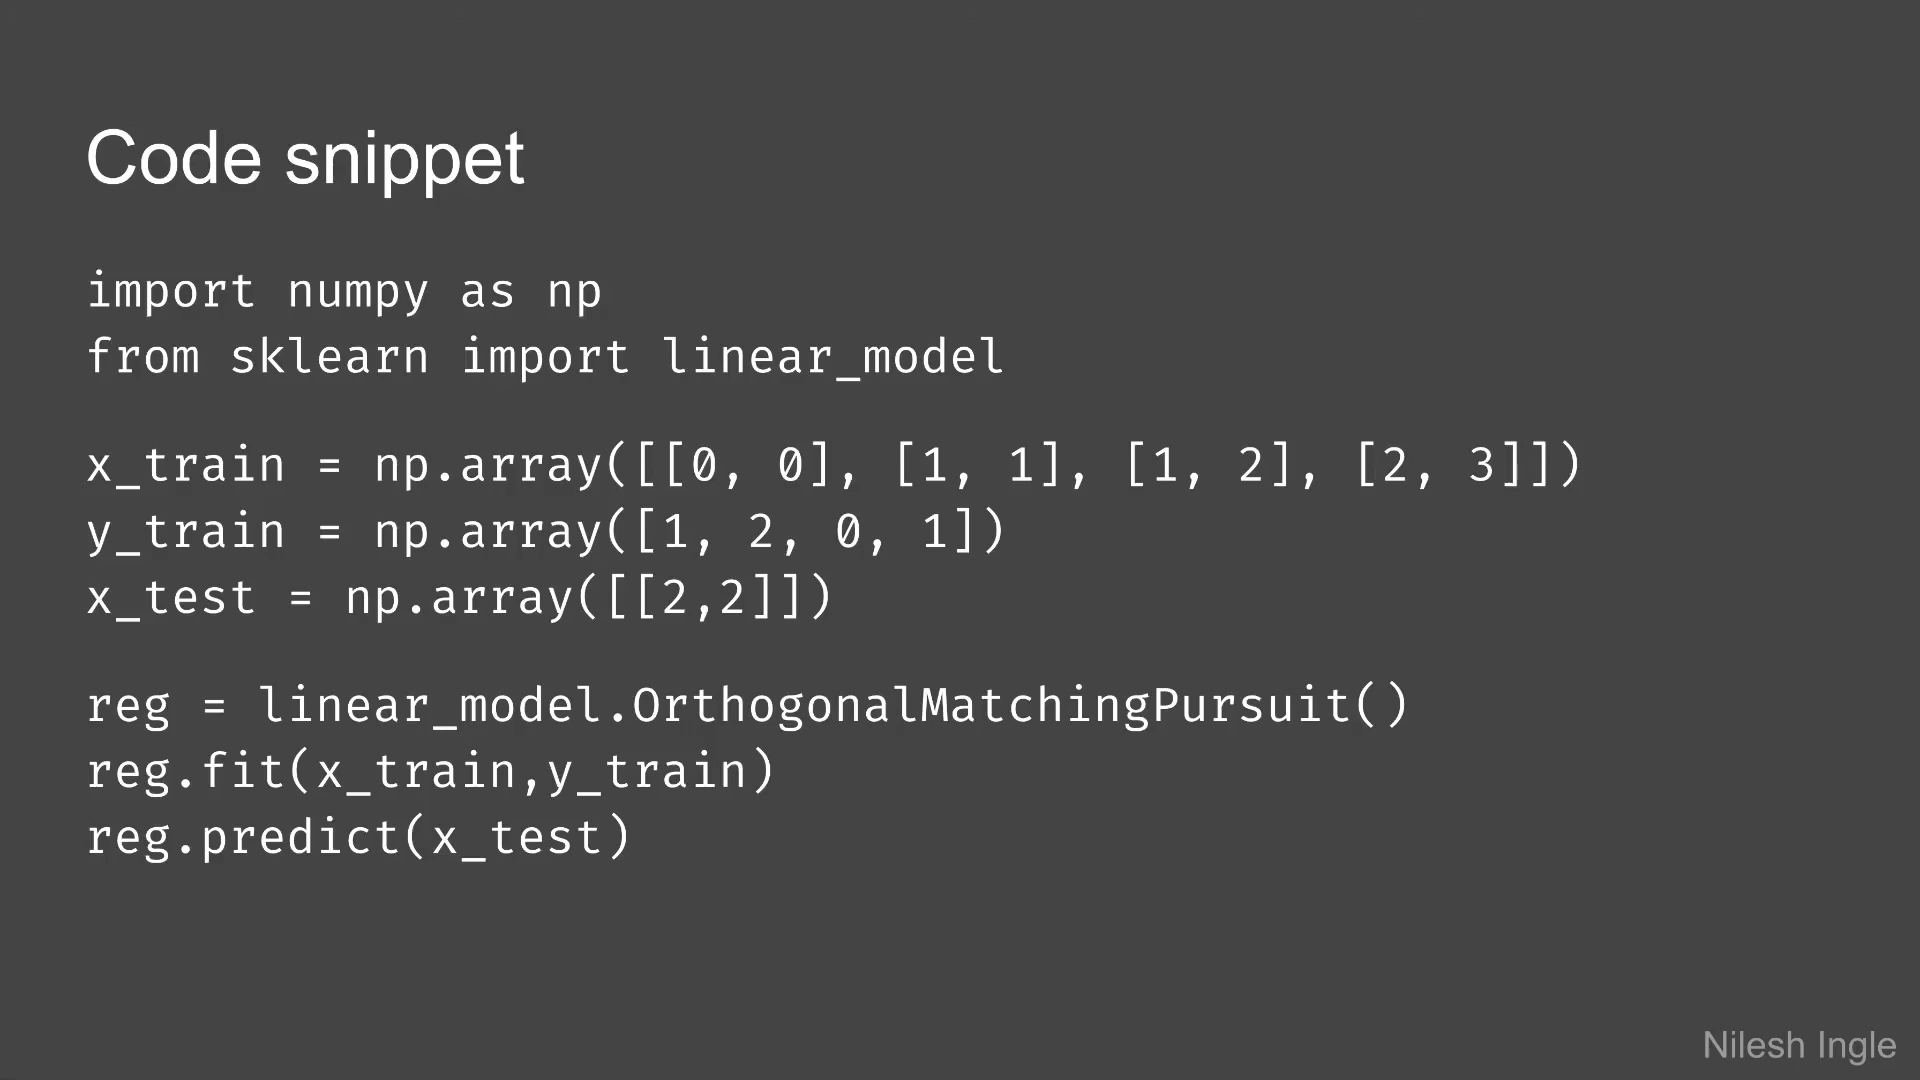 Code snippet
import numpy as np
from sklearn import linear_model
x_train = np.array([[0, 0], [1, 1], [1, 2], [2, 3]])
y_train = np.array([1, 2, 0, 1])
x_test = np.array([[2,2]])
reg = linear_model.OrthogonalMatchingPursuit()
reg.fit(x_train,y_train)
reg.predict(x_test)
Nilesh Ingle